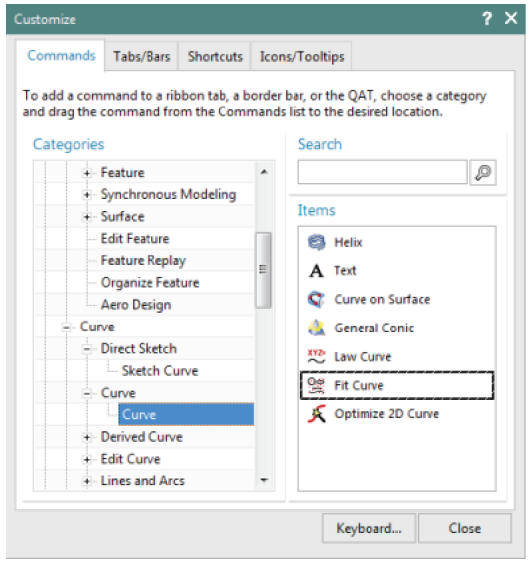 Customize
? X
Commands Tabs/Bars Shortcuts Icons/Tooltips
To add a command to a ribbon tab, a border bar, or the QAT, choose a category
and drag the command from the Commands list to the desired location.
Categories
Feature
Synchronous Modeling
Surface
Edit Feature
Feature Replay
Organize Feature
Aero Design
Curve
Direct Sketch
Sketch Curve
Curve
Curve
Derived Curve
Edit Curve
Lines and Arcs
Search
Items
Helix
A Text
Curve on Surface
General Conic
XYZ= Law Curve
Fit Curve
Optimize 2D Curve
Keyboard... Close